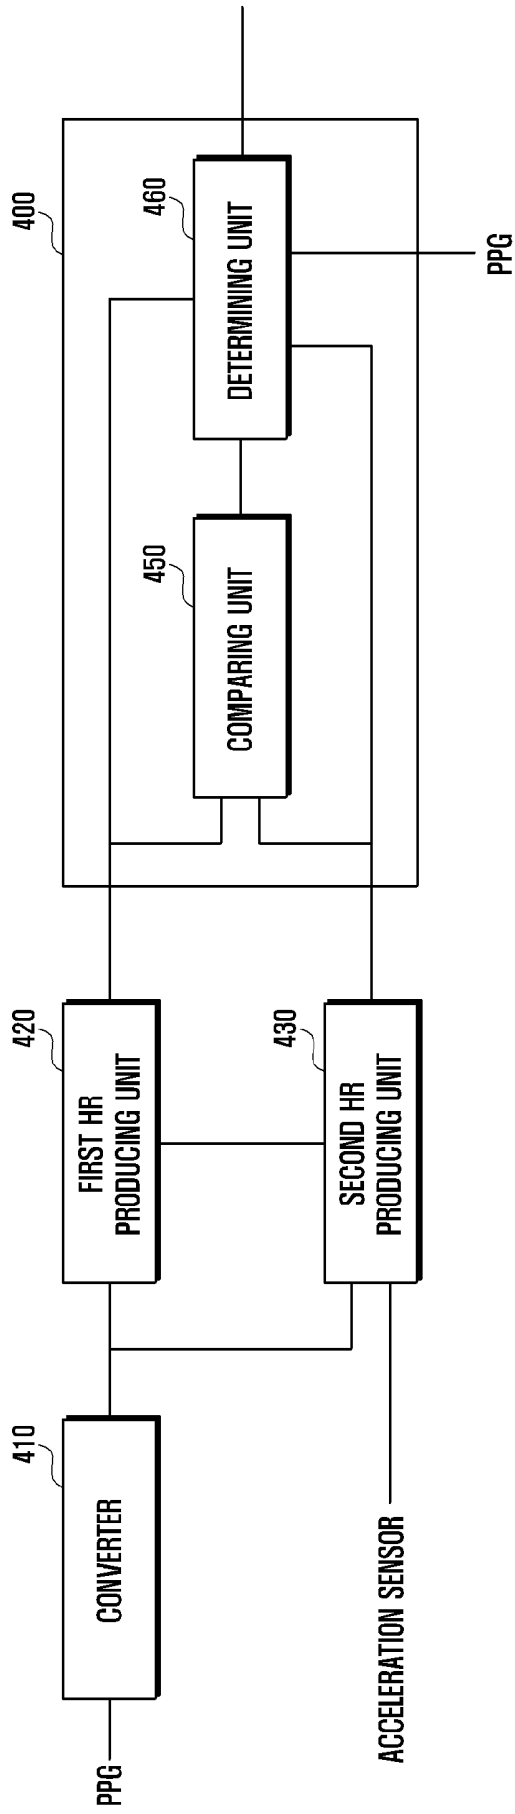 PPG
410
CONVERTER
420
FIRST HR
PRODUCING UNIT
ACCELERATION SENSOR
430
SECOND HR
PRODUCING UNIT
400
450
COMPARING UNIT
460
DETERMINING UNIT
PPG